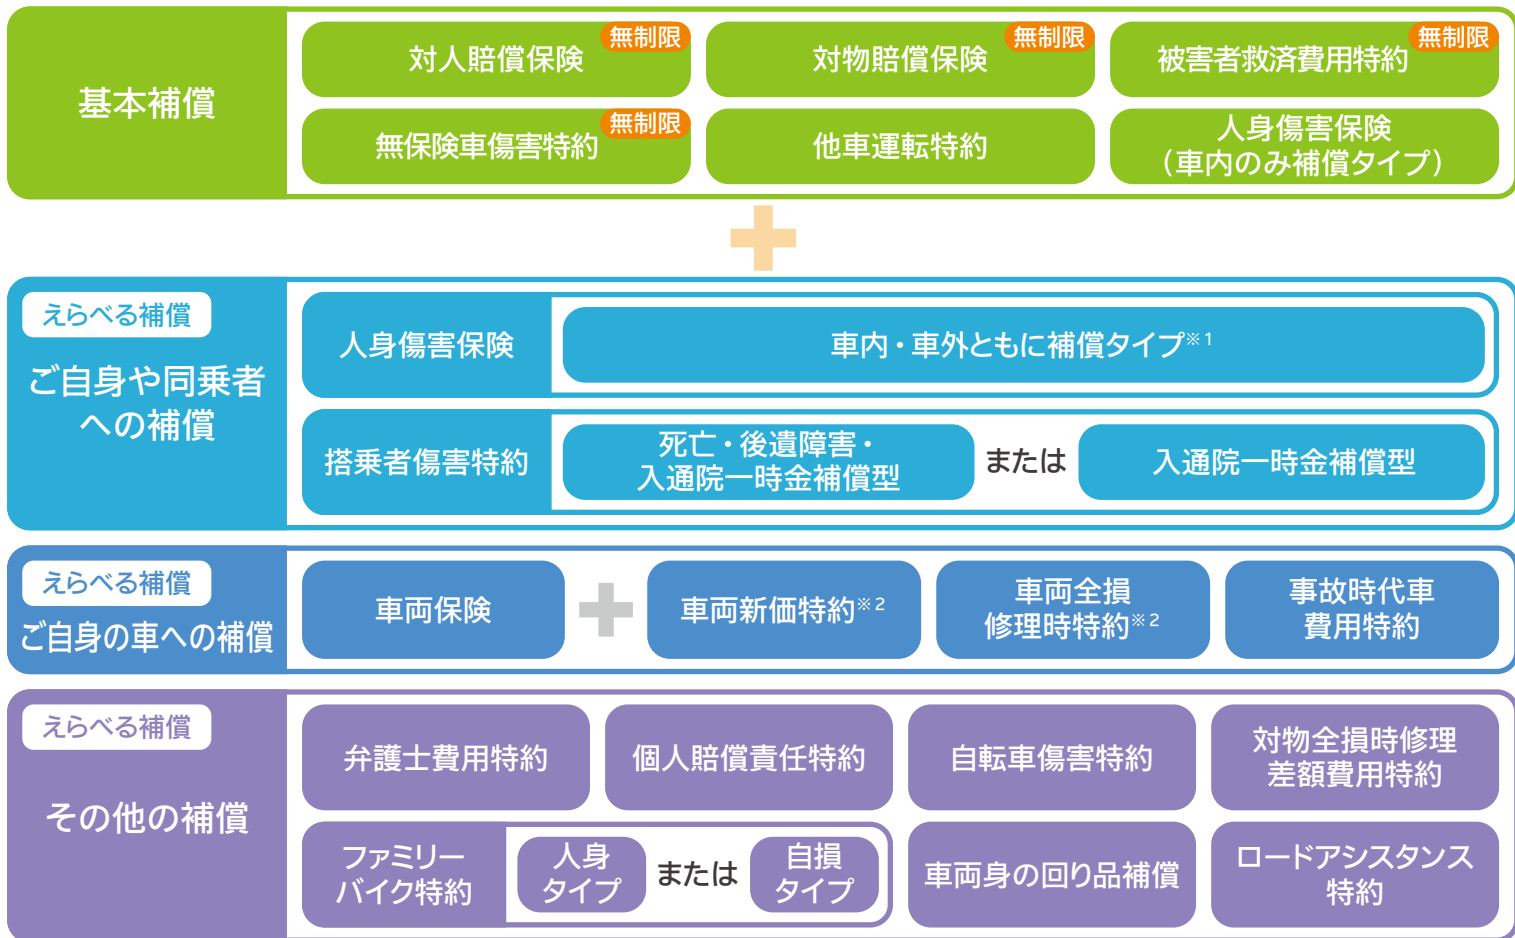 基本補償
対人賠償保険
無制限
対物賠償保険
無制限
被害者救済費用特約
無制限
無保険車傷害特約
無制限
他車運転特約
人身傷害保険
（車内のみ補償タイプ）
えらべる補償
ご自身や同乗者
への補償
人身傷害保険
車内・車外ともに補償タイプ※1
搭乗者傷害特約
死亡・後遺障害・
入通院一時金補償型
または
入通院一時金補償型
えらべる補償
ご自身の車への補償
車両保険
車両新価特約※2
車両全損
修理時特約※2
事故時代車
費用特約
えらべる補償
その他の補償
弁護士費用特約
個人賠償責任特約
自転車傷害特約
対物全損時修理
差額費用特約
ファミリー
バイク特約
人身
タイプ
または
自損
タイプ
車両身の回り品補償
ロードアシスタンス
特約